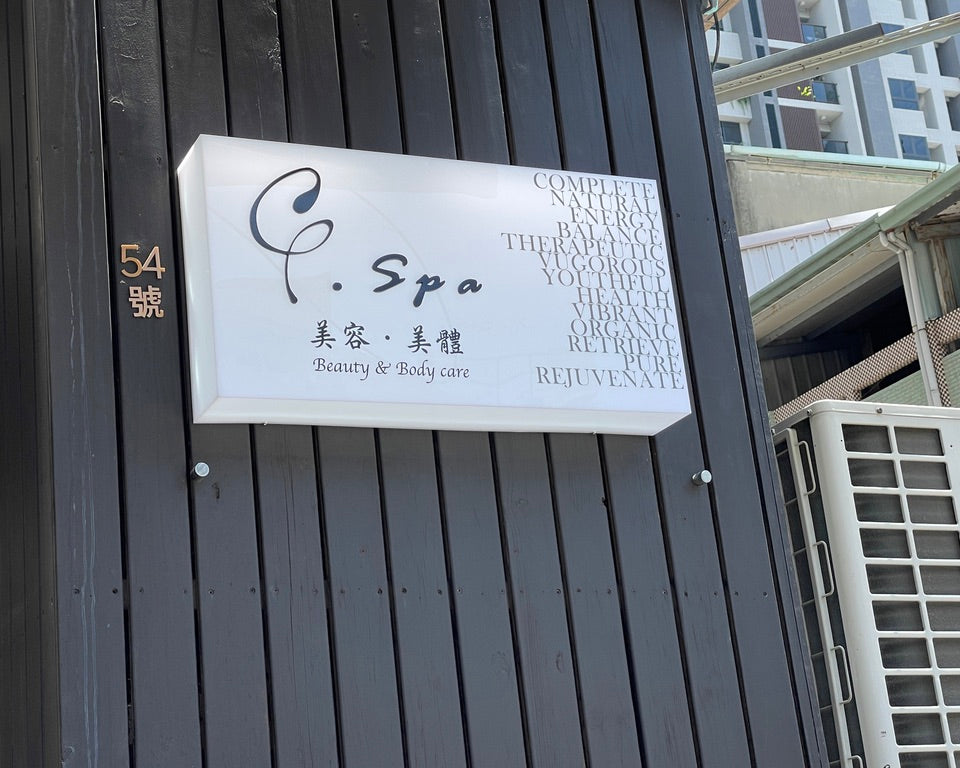 54
號
G. Spa
美容·美體
Beauty & Body care
COMPLETE
NATURAL
ENERGY
BALANCE
THERAPEUTIC
VUGOROUS
YOUTHFUL
HEALTH
VIBRANT
ORGANIC
RETRIEVE
PURE
REJUVENATE